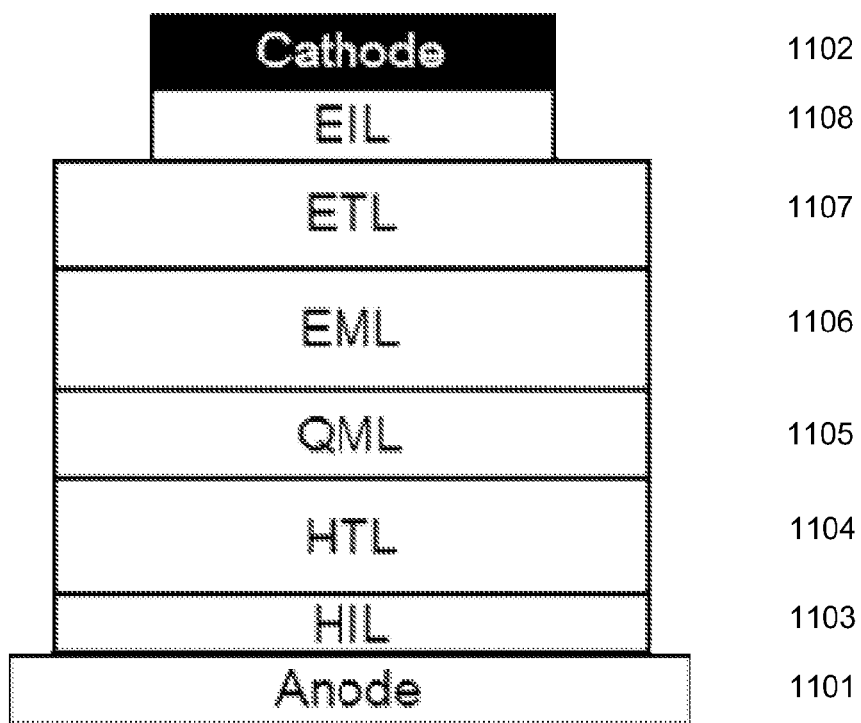 Cathode 1102
EIL 1108
ETL 1107
EML 1106
QML 1105
HTL 1104
HIL 1103
Anode 1101